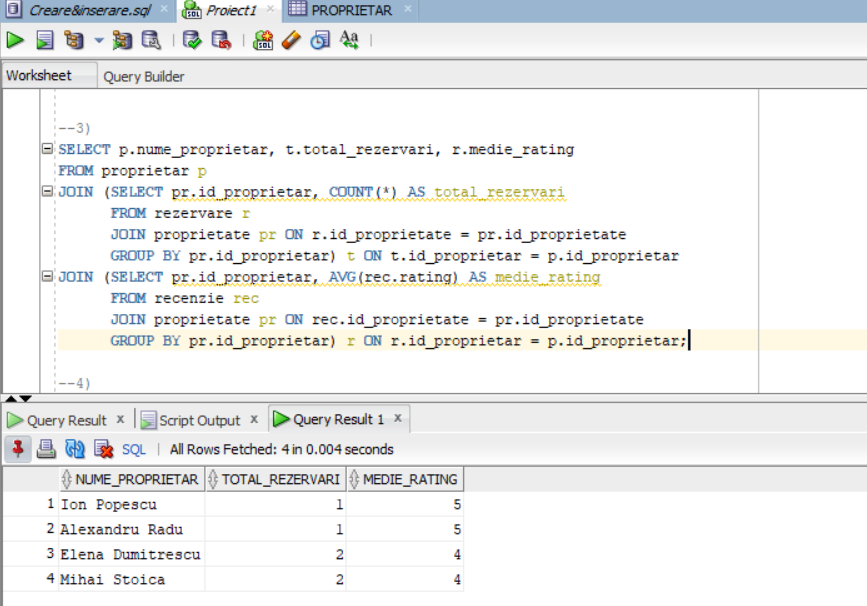 Creare&inserare.sql Proiect1 PROPRIETAR
Worksheet Query Builder
--3)
SELECT p.nume_proprietar, t.total_rezervari, r.medie_rating
FROM proprietar p
JOIN (SELECT pr.id_proprietar, COUNT(*) AS total_rezervari
FROM rezervare r
JOIN proprietate pr ON r.id_proprietate = pr.id_proprietate
GROUP BY pr.id_proprietar) t ON t.id_proprietar = p.id_proprietar
JOIN (SELECT pr.id_proprietar, AVG(rec.rating) AS medie_rating
FROM recenzie rec
JOIN proprietate pr ON rec.id_proprietate = pr.id_proprietate
GROUP BY pr.id_proprietar) r ON r.id_proprietar = p.id_proprietar;
--4)
Query Result x Script Output x Query Result 1 x
SQL | All Rows Fetched: 4 in 0.004 seconds
NUME_PROPRIETAR TOTAL_REZERVARI MEDIE_RATING
1 Ion Popescu 1 5
2 Alexandru Radu 1 5
3 Elena Dumitrescu 2 4
4 Mihai Stoica 2 4